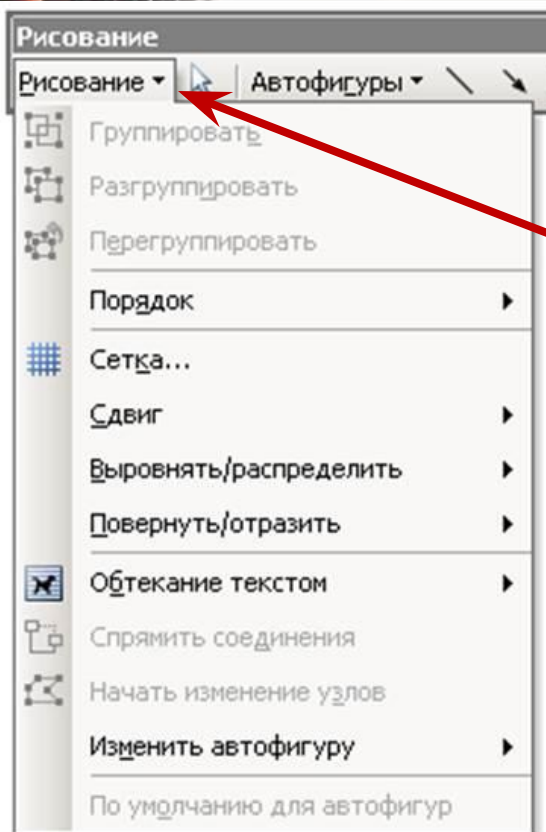 Рисование
Рисование Автофигуры
Группировать
Разгруппировать
Перегруппировать
Порядок
Сетка...
Сдвиг
Выровнять/распределить
Повернуть/отразить
Обтекание текстом
Спрямить соединения
Начать изменение узлов
Изменить автофигуру
По умолчанию для автофигур